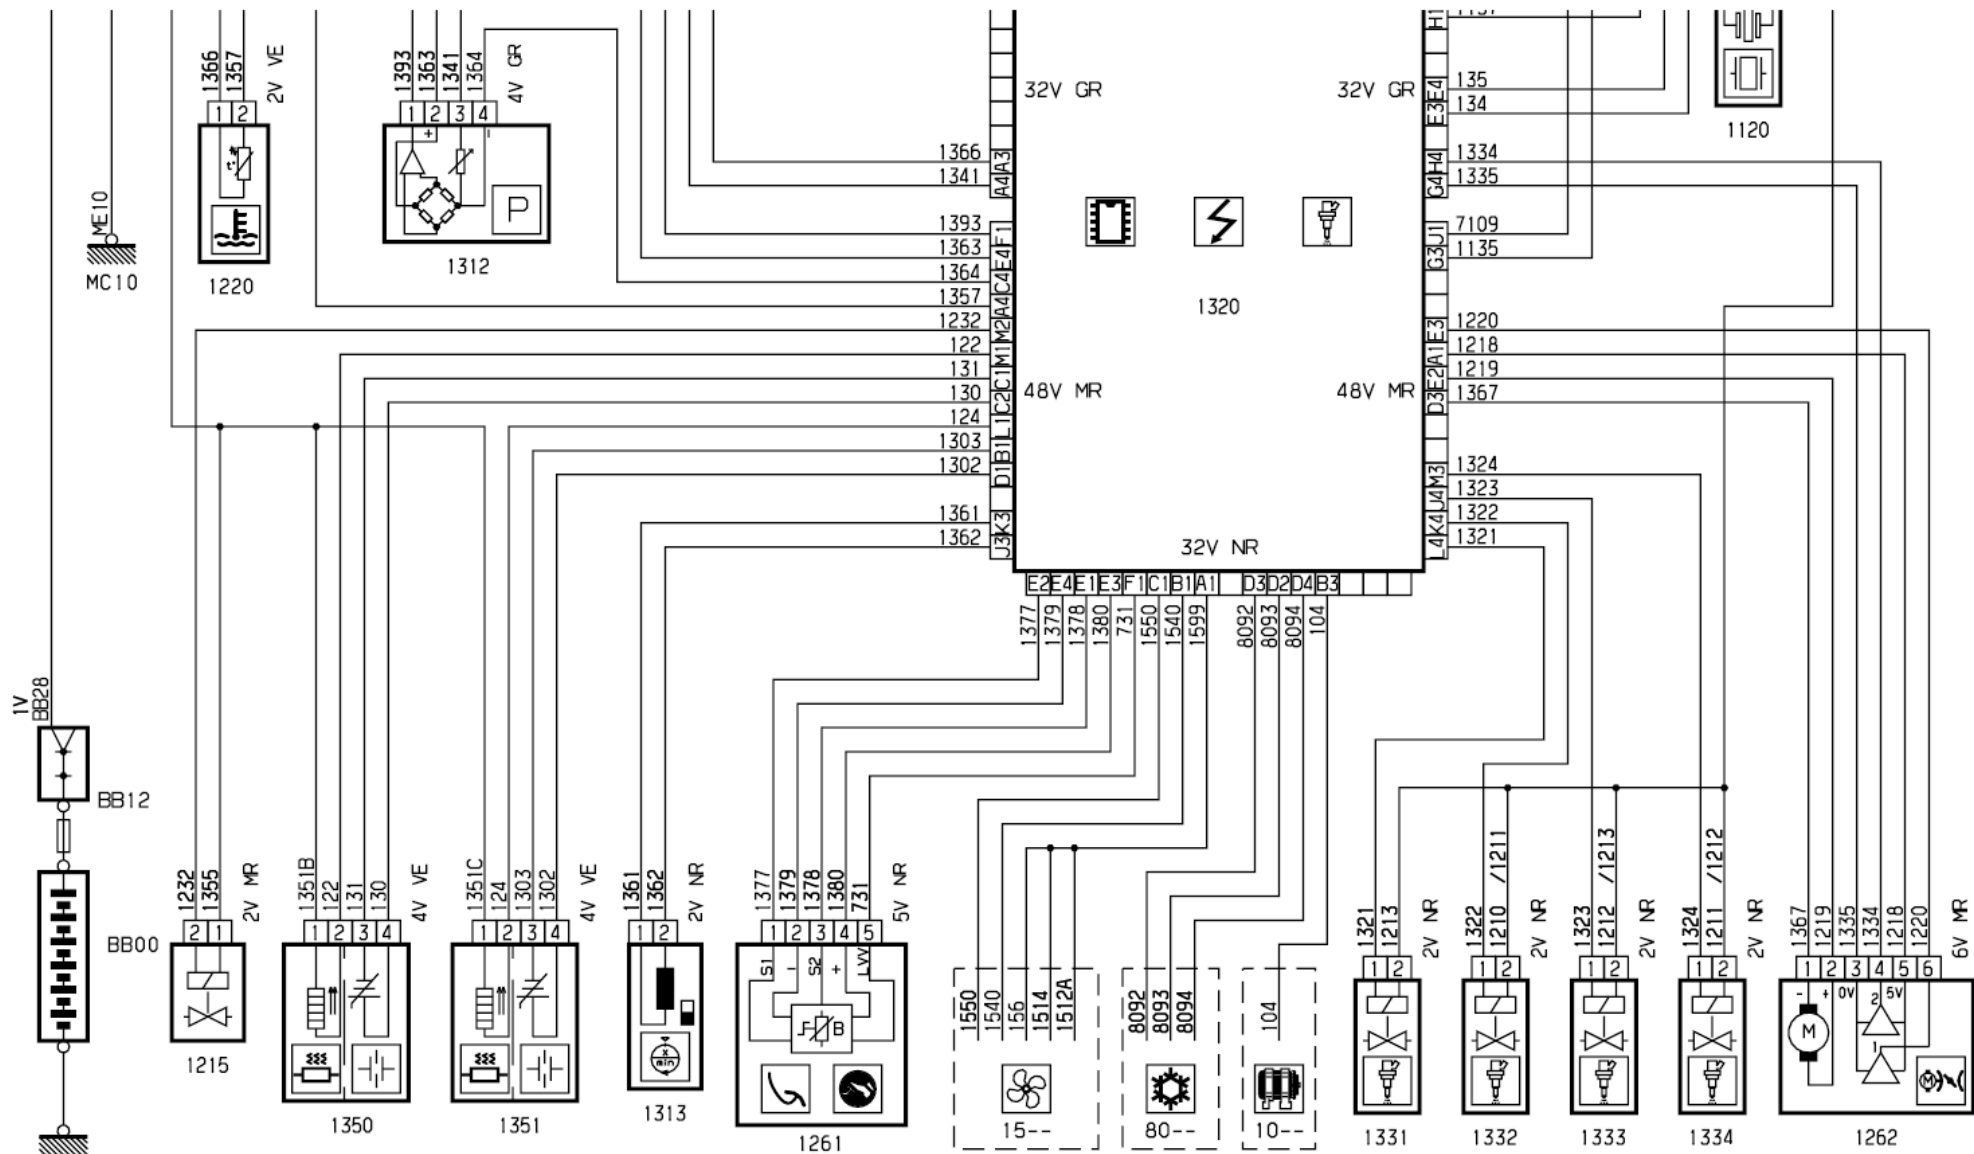 1366
1357
2V VE
1 2
1220
ME10
MC10
1393
1363
1341
1364
4V GR
1 2 3 4
+
P
1312
32V GR
32V GR
48V MR
48V MR
32V NR
1320
1366 A3
1341 A4
1393 F1
1363 E4
1364 C4
1357 A4
1232 M2
122 M1
131 C1
130 C2
124 L1
1303 B1
1302 D1
1361 K3
1362 J3
H1
E4 135
E3 134
H4 1334
G4 1335
J1 7109
G3 1135
E3 1220
A1 1218
E2 1219
D3 1367
M3 1324
J4 1323
K4 1322
L4 1321
1120
E2 E4 E1 E3 F1 C1 B1 A1 D3 D2 D4 B3
1377
1379
1378
1380
731
1550
1540
1599
8092
8093
8094
104
1V
BB28
BB12
BB00
1232
1355
2V MR
2 1
1215
1351B
122
131
130
4V VE
1 2 3 4
1350
1351C
124
1303
1302
4V VE
1 2 3 4
1351
1361
1362
2V NR
1 2
x
min
1313
1377
1379
1378
1380
731
5V NR
1 2 3 4 5
S1
-
S2
+
LVV
F B
1261
1550
1540
156
1514
1512A
15--
8092
8093
8094
80--
104
10--
1321
1213
2V NR
1 2
1331
1322
1210 /1211
2V NR
1 2
1332
1323
1212 /1213
2V NR
1 2
1333
1324
1211 /1212
2V NR
1 2
1334
1367
1219
1335
1334
1218
1220
6V MR
1 2 3 4 5 6
- + 0V 5V
2
1
M
M
1262